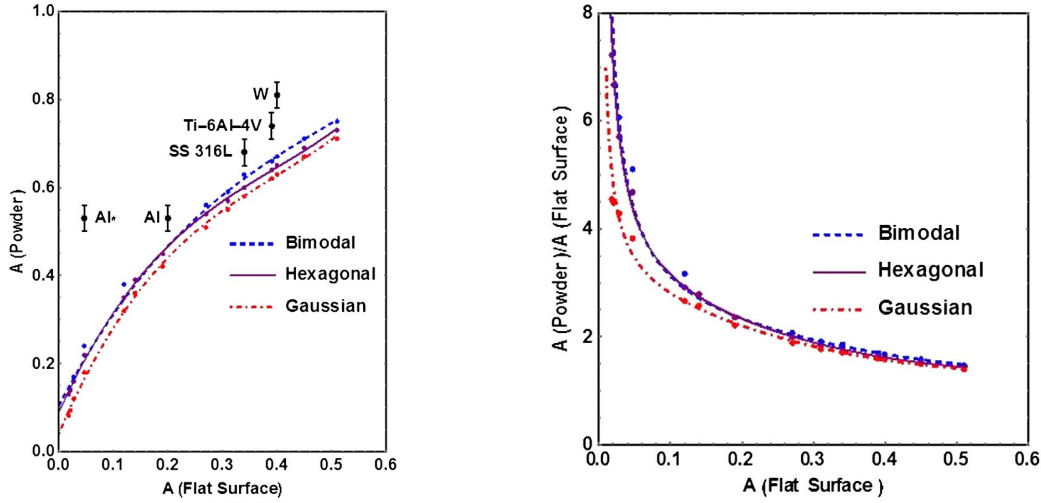 1.0
0.8
0.6
0.4
0.2
0.0
A (Powder)
W
Ti–6Al–4V
SS 316L
Al*
Al
Bimodal
Hexagonal
Gaussian
0.0 0.1 0.2 0.3 0.4 0.5 0.6
A (Flat Surface)
8
6
4
2
0
A (Powder)/A (Flat Surface)
Bimodal
Hexagonal
Gaussian
0.0 0.1 0.2 0.3 0.4 0.5 0.6
A (Flat Surface )